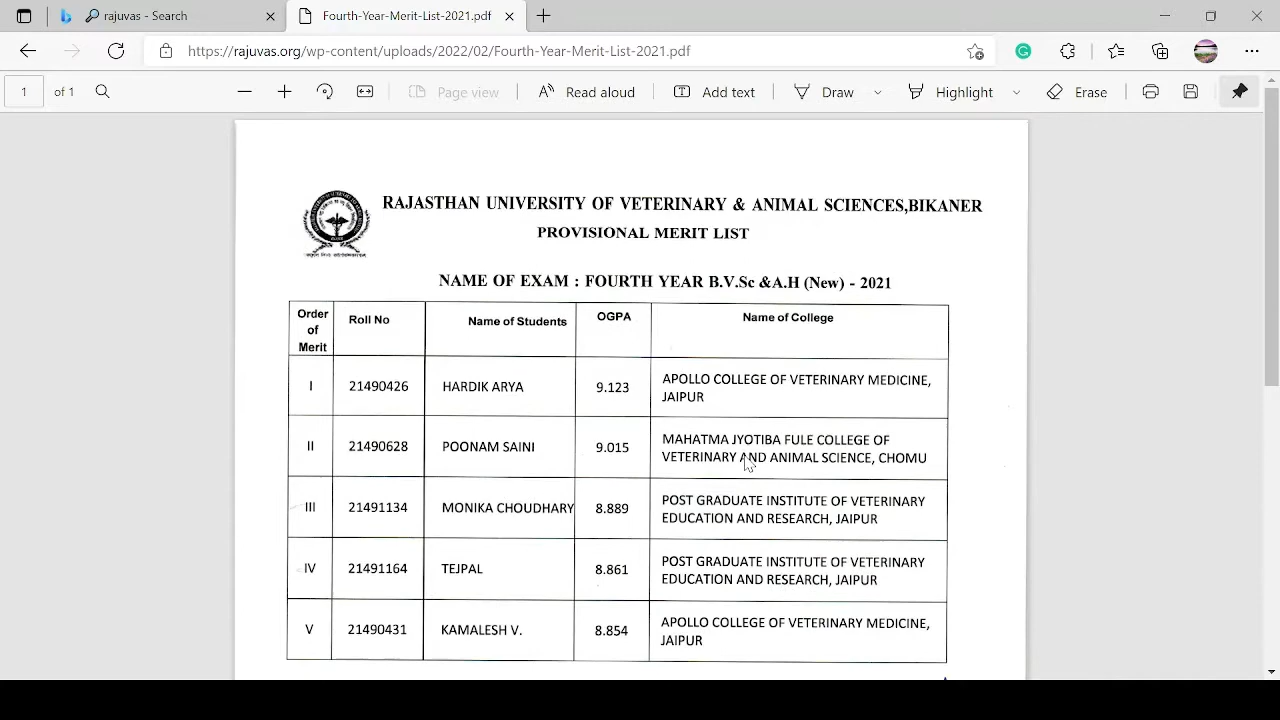 rajuvas - Search
Fourth-Year-Merit-List-2021.pdf
https://rajuvas.org/wp-content/uploads/2022/02/Fourth-Year-Merit-List-2021.pdf
1 of 1 Page view Read aloud Add text Draw Highlight Erase
RAJASTHAN UNIVERSITY OF VETERINARY & ANIMAL SCIENCES,BIKANER
PROVISIONAL MERIT LIST
NAME OF EXAM : FOURTH YEAR B.V.Sc &A.H (New) - 2021
Order of Merit Roll No Name of Students OGPA Name of College
I 21490426 HARDIK ARYA 9.123 APOLLO COLLEGE OF VETERINARY MEDICINE,
JAIPUR
II 21490628 POONAM SAINI 9.015 MAHATMA JYOTIBA FULE COLLEGE OF
VETERINARY AND ANIMAL SCIENCE, CHOMU
III 21491134 MONIKA CHOUDHARY 8.889 POST GRADUATE INSTITUTE OF VETERINARY
EDUCATION AND RESEARCH, JAIPUR
IV 21491164 TEJPAL 8.861 POST GRADUATE INSTITUTE OF VETERINARY
EDUCATION AND RESEARCH, JAIPUR
V 21490431 KAMALESH V. 8.854 APOLLO COLLEGE OF VETERINARY MEDICINE,
JAIPUR